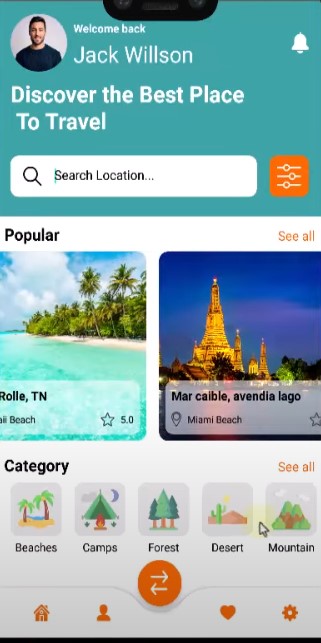 Welcome back
Jack Willson
Discover the Best Place
To Travel
Search Location...
Popular
See all
Rolle, TN
Beach
5.0
Mar caible, avendia lago
Miami Beach
Category
See all
Beaches
Camps
Forest
Desert
Mountain